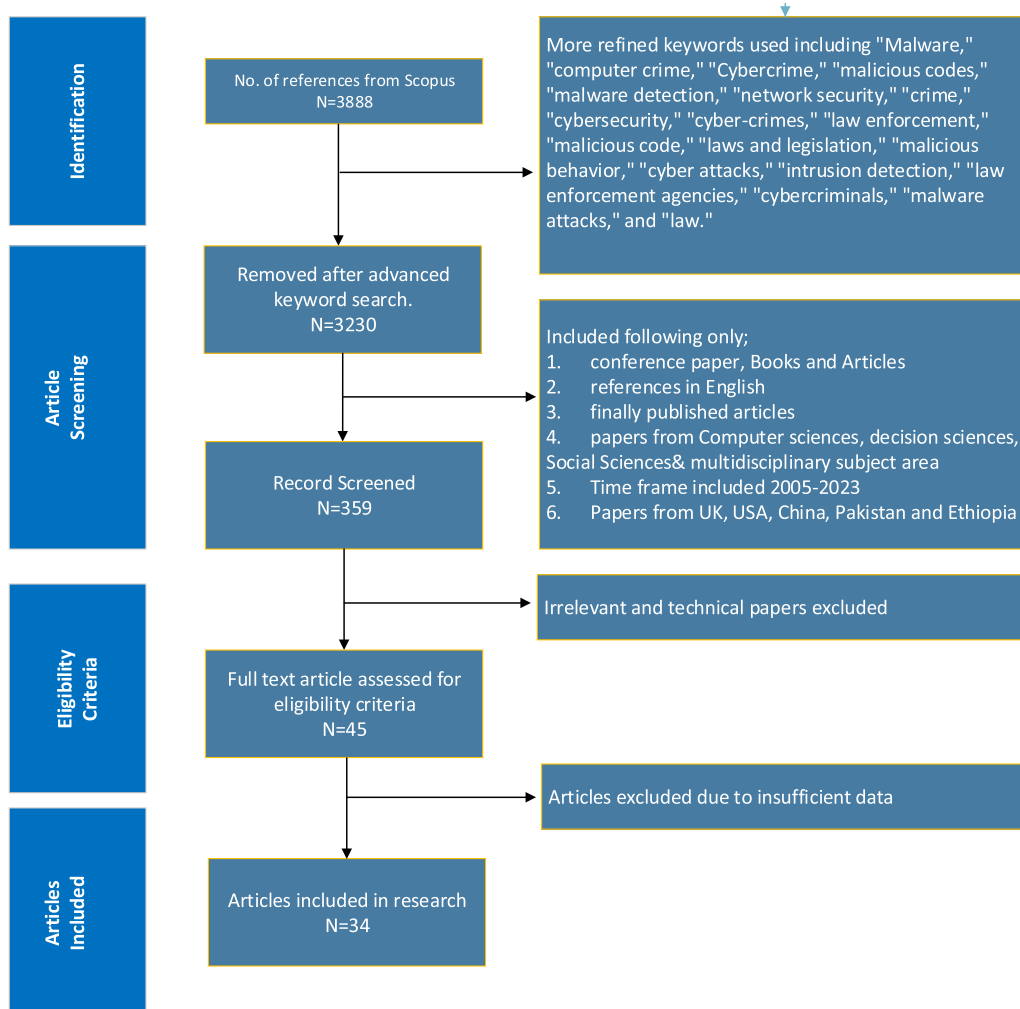 Identification
No. of references from Scopus
N=3888
More refined keywords used including "Malware,"
"computer crime," "Cybercrime," "malicious codes,"
"malware detection," "network security," "crime,"
"cybersecurity," "cyber-crimes," "law enforcement,"
"malicious code," "laws and legislation," "malicious
behavior," "cyber attacks," "intrusion detection," "law
enforcement agencies," "cybercriminals," "malware
attacks," and "law."
Article
Screening
Removed after advanced
keyword search.
N=3230
Included following only;
1. conference paper, Books and Articles
2. references in English
3. finally published articles
4. papers from Computer sciences, decision sciences,
Social Sciences& multidisciplinary subject area
5. Time frame included 2005-2023
6. Papers from UK, USA, China, Pakistan and Ethiopia
Record Screened
N=359
Irrelevant and technical papers excluded
Eligibility
Criteria
Full text article assessed for
eligibility criteria
N=45
Articles excluded due to insufficient data
Articles
Included
Articles included in research
N=34